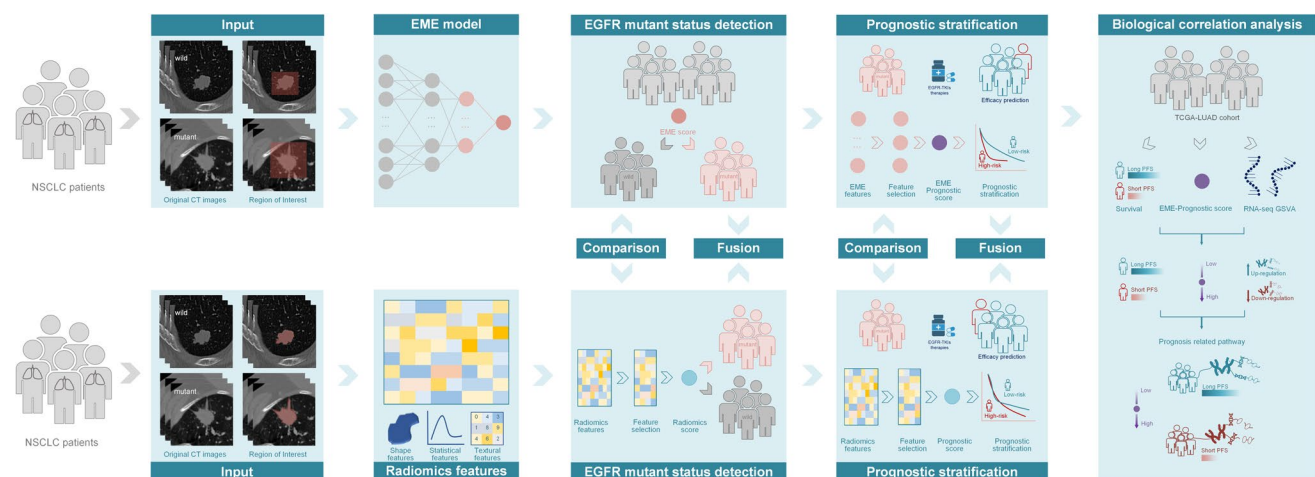 Input
EME model
EGFR mutant status detection
Prognostic stratification
Biological correlation analysis
wild
mutant
NSCLC patients
Original CT images
Region of Interest
EME score
wild
mutant
mutant
EGFR-TKIs
therapies
Efficacy prediction
Low-risk
High-risk
EME
features
Feature
selection
EME
Prognostic
score
Prognostic
stratification
TCGA-LUAD cohort
Long PFS
Short PFS
Survival
EME-Prognostic score
RNA-seq GSVA
Comparison
Fusion
Comparison
Fusion
Long PFS
Short PFS
Low
High
Up-regulation
Down-regulation
Prognosis related pathway
Low
High
Long PFS
Short PFS
wild
mutant
NSCLC patients
Original CT images
Region of Interest
Input
0 4 3
Shape
features
Statistical
features
Textural
features
Radiomics features
Radiomics
features
Feature
selection
Radiomics
score
mutant
wild
EGFR mutant status detection
mutant
EGFR-TKIs
therapies
Efficacy prediction
Low-risk
High-risk
Radiomics
features
Feature
selection
Prognostic
score
Prognostic
stratification
Prognostic stratification